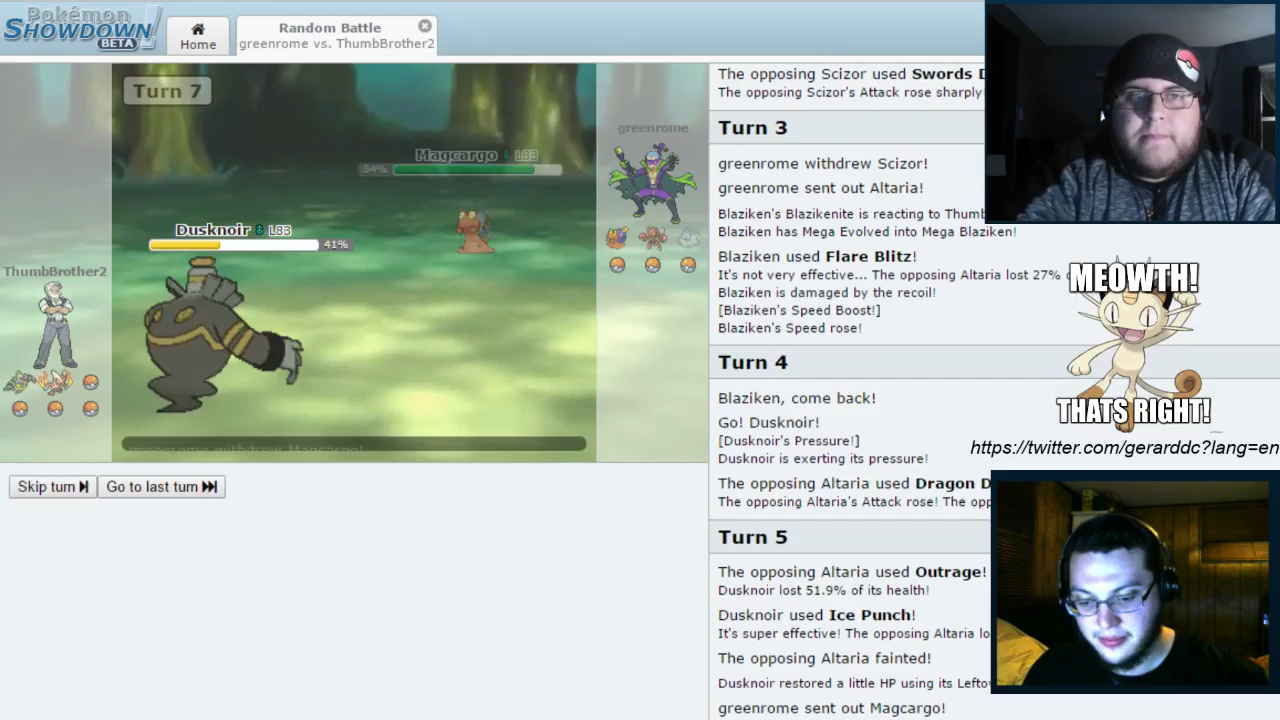 Pokémon
SHOWDOWN!
BETA
Home
Random Battle
greenrome vs. ThumbBrother2
Turn 7
Magcargo L83
84%
Dusknoir L83
41%
greenrome
ThumbBrother2
greenrome withdrew Magcargo!
Skip turn
Go to last turn
The opposing Scizor used Swords D
The opposing Scizor's Attack rose sharply
Turn 3
greenrome withdrew Scizor!
greenrome sent out Altaria!
Blaziken's Blazikenite is reacting to Thumb
Blaziken has Mega Evolved into Mega Blaziken!
Blaziken used Flare Blitz!
It's not very effective... The opposing Altaria lost 27%
Blaziken is damaged by the recoil!
[Blaziken's Speed Boost!]
Blaziken's Speed rose!
Turn 4
Blaziken, come back!
Go! Dusknoir!
[Dusknoir's Pressure!]
Dusknoir is exerting its pressure!
The opposing Altaria used Dragon D
The opposing Altaria's Attack rose! The opp
Turn 5
The opposing Altaria used Outrage!
Dusknoir lost 51.9% of its health!
Dusknoir used Ice Punch!
It's super effective! The opposing Altaria lo
The opposing Altaria fainted!
Dusknoir restored a little HP using its Lefto
greenrome sent out Magcargo!
MEOWTH!
THATS RIGHT!
https://twitter.com/gerarddc?lang=en